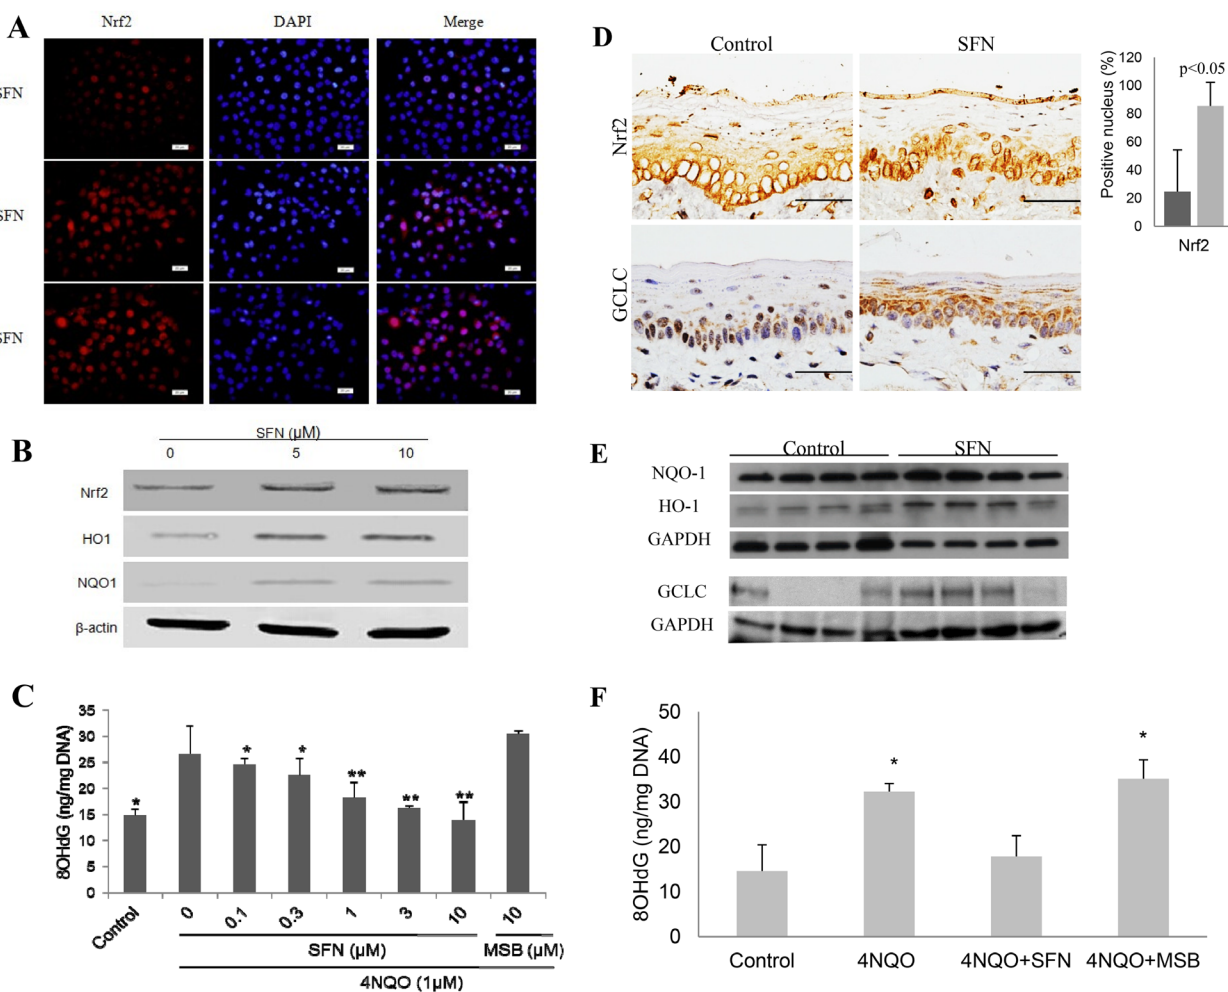 A
Nrf2 DAPI Merge
SFN
SFN
SFN
B
SFN (μM)
0 5 10
Nrf2
HO1
NQO1
β-actin
C
8OHdG (ng/mg DNA)
35
30
25
20
15
10
5
0
* * * ** ** **
Control 0 0.1 0.3 1 3 10 10
SFN (μM) MSB (μM)
4NQO (1μM)
D
Control SFN
Nrf2
GCLC
Positive nucleus (%)
120
100
80
60
40
20
0
p<0.05
Nrf2
E
Control SFN
NQO-1
HO-1
GAPDH
GCLC
GAPDH
F
8OHdG (ng/mg DNA)
50
40
30
20
10
0
* *
Control 4NQO 4NQO+SFN 4NQO+MSB